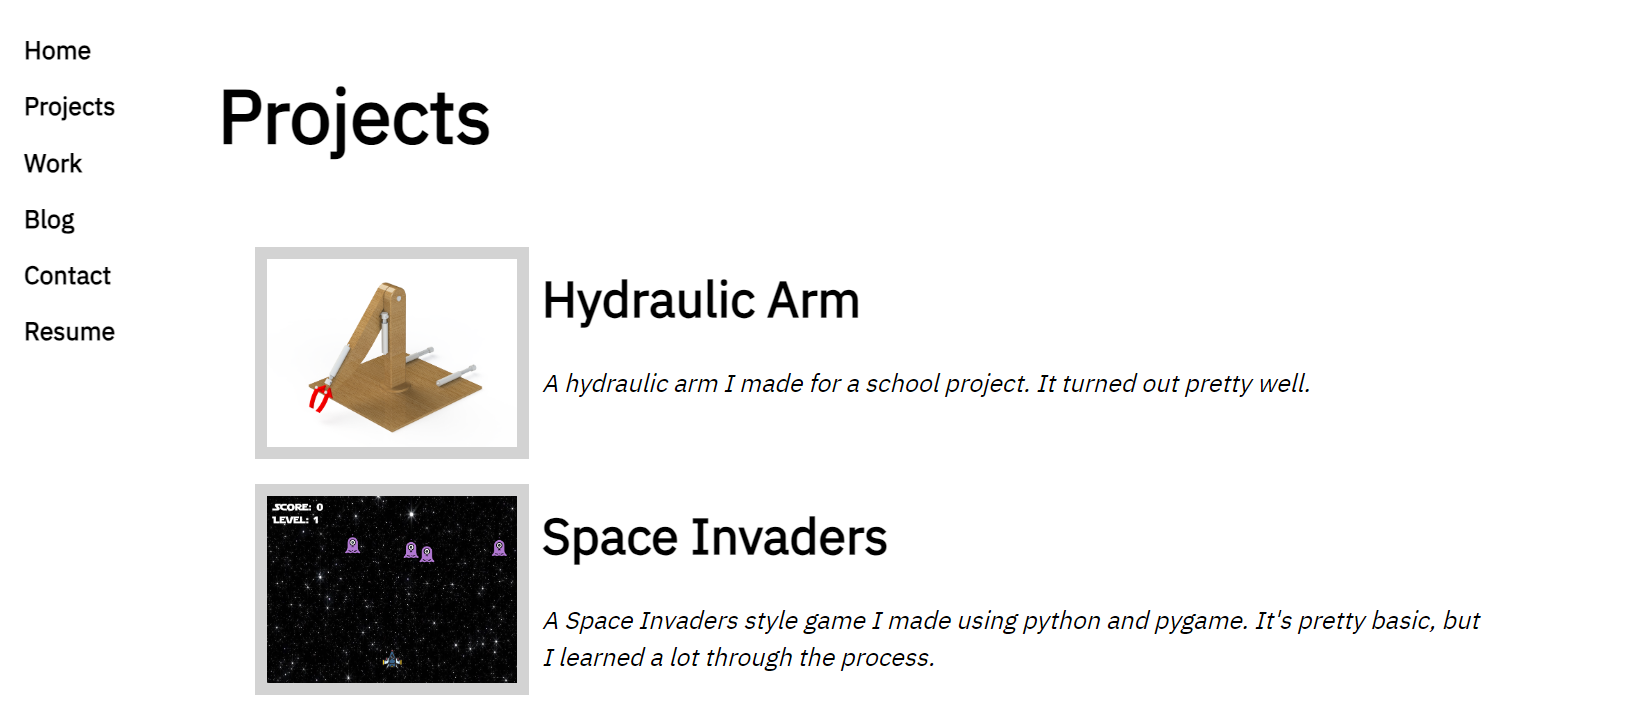 Home
Projects
Work
Blog
Contact
Resume
Projects
Hydraulic Arm
A hydraulic arm I made for a school project. It turned out pretty well.
SCORE: 0
LEVEL: 1
Space Invaders
A Space Invaders style game I made using python and pygame. It's pretty basic, but
I learned a lot through the process.